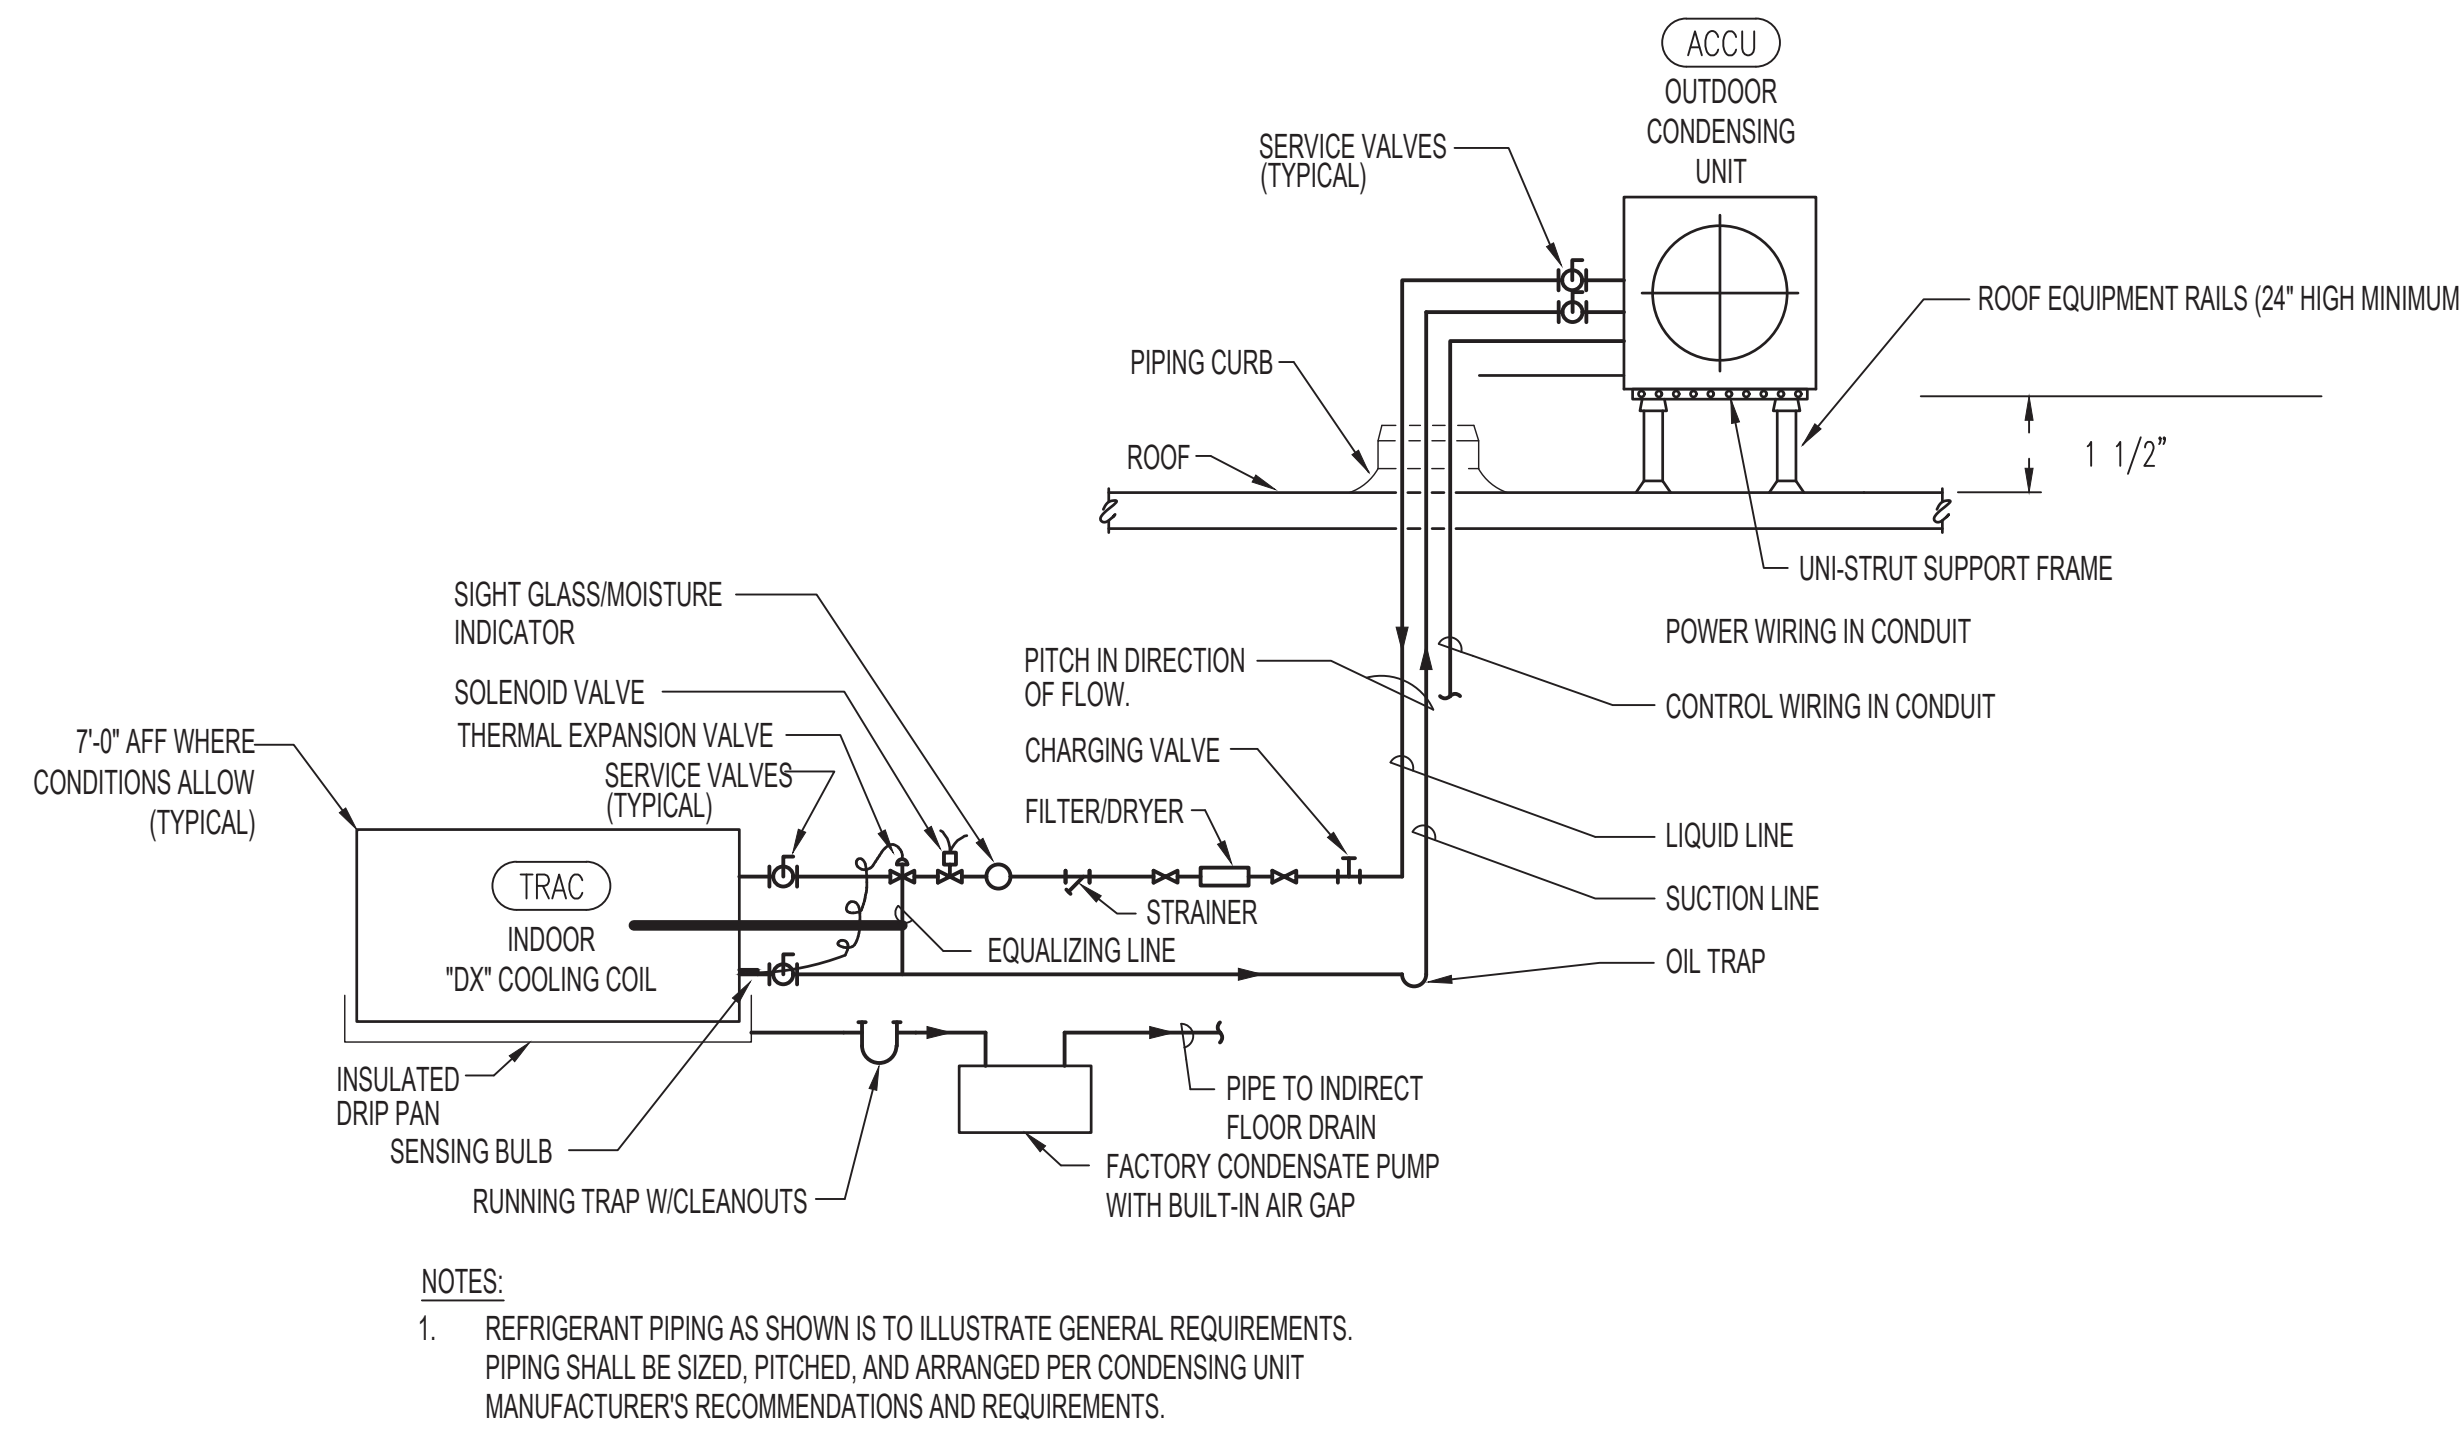 ACCU
OUTDOOR
CONDENSING
UNIT
SERVICE VALVES
(TYPICAL)
ROOF EQUIPMENT RAILS (24" HIGH MINIMUM
PIPING CURB
ROOF
1 1/2”
UNI-STRUT SUPPORT FRAME
SIGHT GLASS/MOISTURE
INDICATOR
POWER WIRING IN CONDUIT
PITCH IN DIRECTION
OF FLOW.
SOLENOID VALVE
CONTROL WIRING IN CONDUIT
THERMAL EXPANSION VALVE
7'-0" AFF WHERE
CONDITIONS ALLOW
(TYPICAL)
CHARGING VALVE
SERVICE VALVES
(TYPICAL)
FILTER/DRYER
LIQUID LINE
TRAC
INDOOR
"DX" COOLING COIL
STRAINER
SUCTION LINE
EQUALIZING LINE
OIL TRAP
INSULATED
DRIP PAN
PIPE TO INDIRECT
FLOOR DRAIN
SENSING BULB
FACTORY CONDENSATE PUMP
WITH BUILT-IN AIR GAP
RUNNING TRAP W/CLEANOUTS
NOTES:
1. REFRIGERANT PIPING AS SHOWN IS TO ILLUSTRATE GENERAL REQUIREMENTS.
PIPING SHALL BE SIZED, PITCHED, AND ARRANGED PER CONDENSING UNIT
MANUFACTURER'S RECOMMENDATIONS AND REQUIREMENTS.